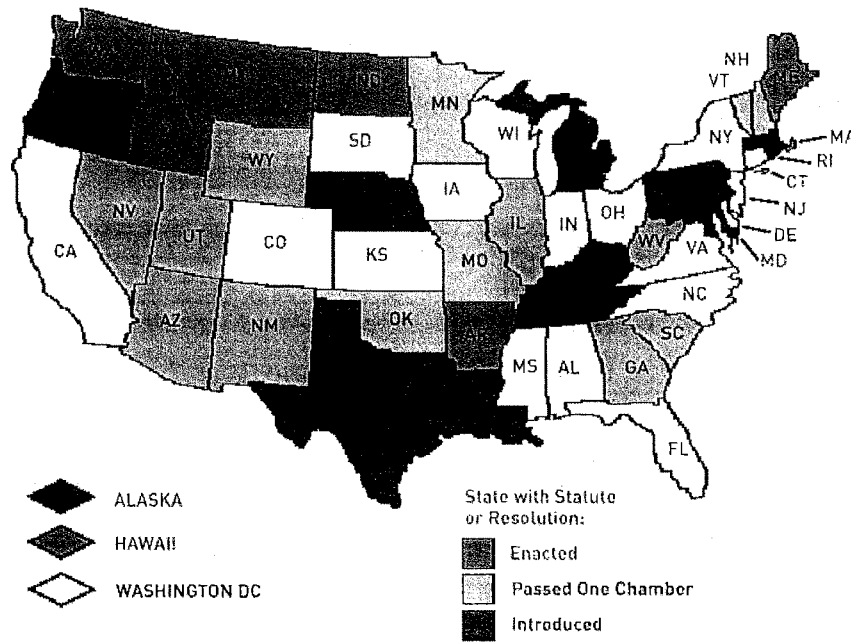 NH
VT
ME
MN
ND
WI
NY
MA
SD
WY
RI
CT
IA
NV
NJ
UT
IL
IN
OH
DE
CO
WV
CA
KS
MO
VA
MD
NC
AZ
NM
OK
SC
MS
AL
GA
FL
ALASKA
HAWAII
WASHINGTON DC
State with Statute
or Resolution:
Enacted
Passed One Chamber
Introduced